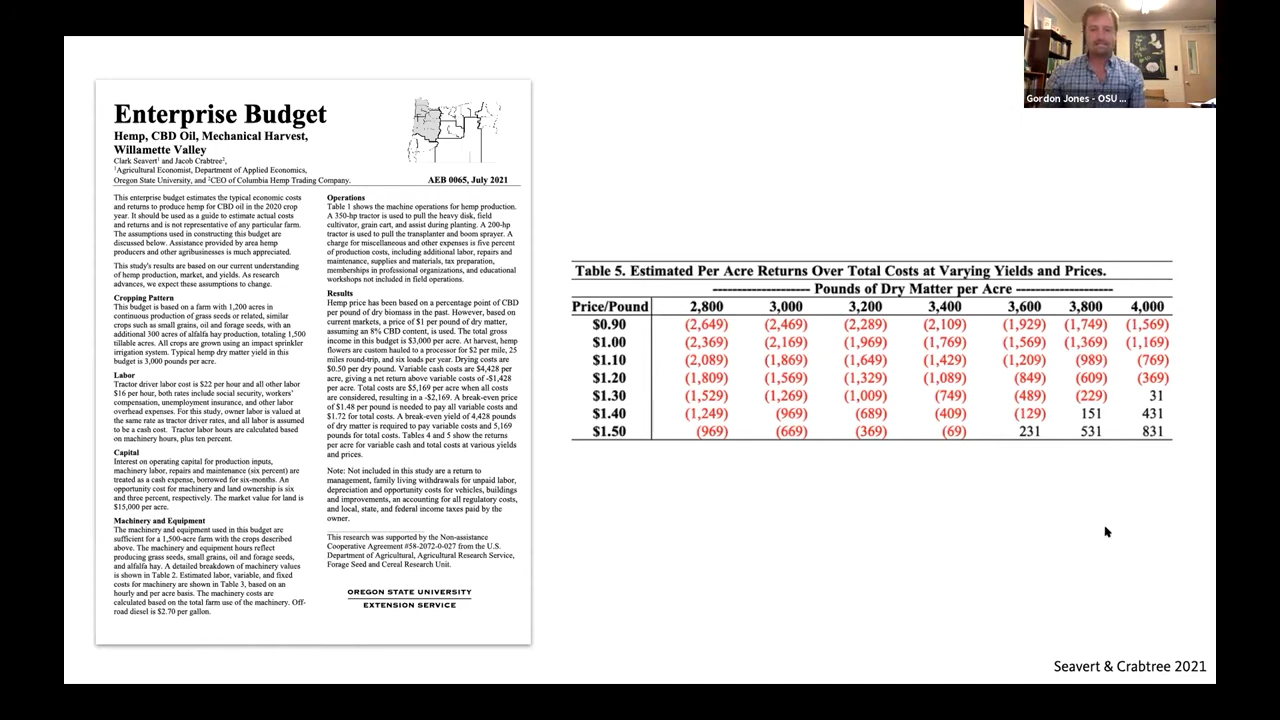 Gordon Jones - OSU ...
Enterprise Budget
Hemp, CBD Oil, Mechanical Harvest,
Willamette Valley
Clark Seavert¹ and Jacob Crabtree²,
¹Agricultural Economist, Department of Applied Economics,
Oregon State University, and ²CEO of Columbia Hemp Trading Company.
AEB 0065, July 2021
This enterprise budget estimates the typical economic costs
and returns to produce hemp for CBD oil in the 2020 crop
year. It should be used as a guide to estimate actual costs
and returns and is not representative of any particular farm.
The assumptions used in constructing this budget are
discussed below. Assistance provided by area hemp
producers and other agribusinesses is much appreciated.
This study's results are based on our current understanding
of hemp production, market, and yields. As research
advances, we expect these assumptions to change.
Cropping Pattern
This budget is based on a farm with 1,200 acres in
continuous production of grass seeds or related, similar
crops such as small grains, oil and forage seeds, with an
additional 300 acres of alfalfa hay production, totaling 1,500
tillable acres. All crops are grown using an impact sprinkler
irrigation system. Typical hemp dry matter yield in this
budget is 3,000 pounds per acre.
Labor
Tractor driver labor cost is $22 per hour and all other labor
$16 per hour, both rates include social security, workers'
compensation, unemployment insurance, and other labor
overhead expenses. For this study, owner labor is valued at
the same rate as tractor driver rates, and all labor is assumed
to be a cash cost. Tractor labor hours are calculated based
on machinery hours, plus ten percent.
Capital
Interest on operating capital for production inputs,
machinery labor, repairs and maintenance (six percent) are
treated as a cash expense, borrowed for six-months. An
opportunity cost for machinery and land ownership is six
and three percent, respectively. The market value for land is
$15,000 per acre.
Machinery and Equipment
The machinery and equipment used in this budget are
sufficient for a 1,500-acre farm with the crops described
above. The machinery and equipment hours reflect
producing grass seeds, small grains, oil and forage seeds,
and alfalfa hay. A detailed breakdown of machinery values
is shown in Table 2. Estimated labor, variable, and fixed
costs for machinery are shown in Table 3, based on an
hourly and per acre basis. The machinery costs are
calculated based on the total farm use of the machinery. Off-
road diesel is $2.70 per gallon.
Operations
Table 1 shows the machine operations for hemp production.
A 350-hp tractor is used to pull the heavy disk, field
cultivator, grain cart, and assist during planting. A 200-hp
tractor is used to pull the transplanter and boom sprayer. A
charge for miscellaneous and other expenses is five percent
of production costs, including additional labor, repairs and
maintenance, supplies and materials, tax preparation,
memberships in professional organizations, and educational
workshops not included in field operations.
Results
Hemp price has been based on a percentage point of CBD
per pound of dry biomass in the past. However, based on
current markets, a price of $1 per pound of dry matter,
assuming an 8% CBD content, is used. The total gross
income in this budget is $3,000 per acre. At harvest, hemp
flowers are custom hauled to a processor for $2 per mile, 25
miles round-trip, and six loads per year. Drying costs are
$0.50 per dry pound. Variable cash costs are $4,428 per
acre, giving a net return above variable costs of -$1,428
per acre. Total costs are $5,169 per acre when all costs
are considered, resulting in a -$2,169. A break-even price
of $1.48 per pound is needed to pay all variable costs and
$1.72 for total costs. A break-even yield of 4,428 pounds
of dry matter is required to pay variable costs and 5,169
pounds for total costs. Tables 4 and 5 show the returns
per acre for variable cash and total costs at various yields
and prices.
Note: Not included in this study are a return to
management, family living withdrawals for unpaid labor,
depreciation and opportunity costs for vehicles, buildings
and improvements, an accounting for all regulatory costs,
and local, state, and federal income taxes paid by the
owner.
This research was supported by the Non-assistance
Cooperative Agreement #58-2072-0-027 from the U.S.
Department of Agricultural, Agricultural Research Service,
Forage Seed and Cereal Research Unit.
OREGON STATE UNIVERSITY
EXTENSION SERVICE
Table 5. Estimated Per Acre Returns Over Total Costs at Varying Yields and Prices.
------------------- Pounds of Dry Matter per Acre -------------------
Price/Pound 2,800 3,000 3,200 3,400 3,600 3,800 4,000
$0.90 (2,649) (2,469) (2,289) (2,109) (1,929) (1,749) (1,569)
$1.00 (2,369) (2,169) (1,969) (1,769) (1,569) (1,369) (1,169)
$1.10 (2,089) (1,869) (1,649) (1,429) (1,209) (989) (769)
$1.20 (1,809) (1,569) (1,329) (1,089) (849) (609) (369)
$1.30 (1,529) (1,269) (1,009) (749) (489) (229) 31
$1.40 (1,249) (969) (689) (409) (129) 151 431
$1.50 (969) (669) (369) (69) 231 531 831
Seavert & Crabtree 2021